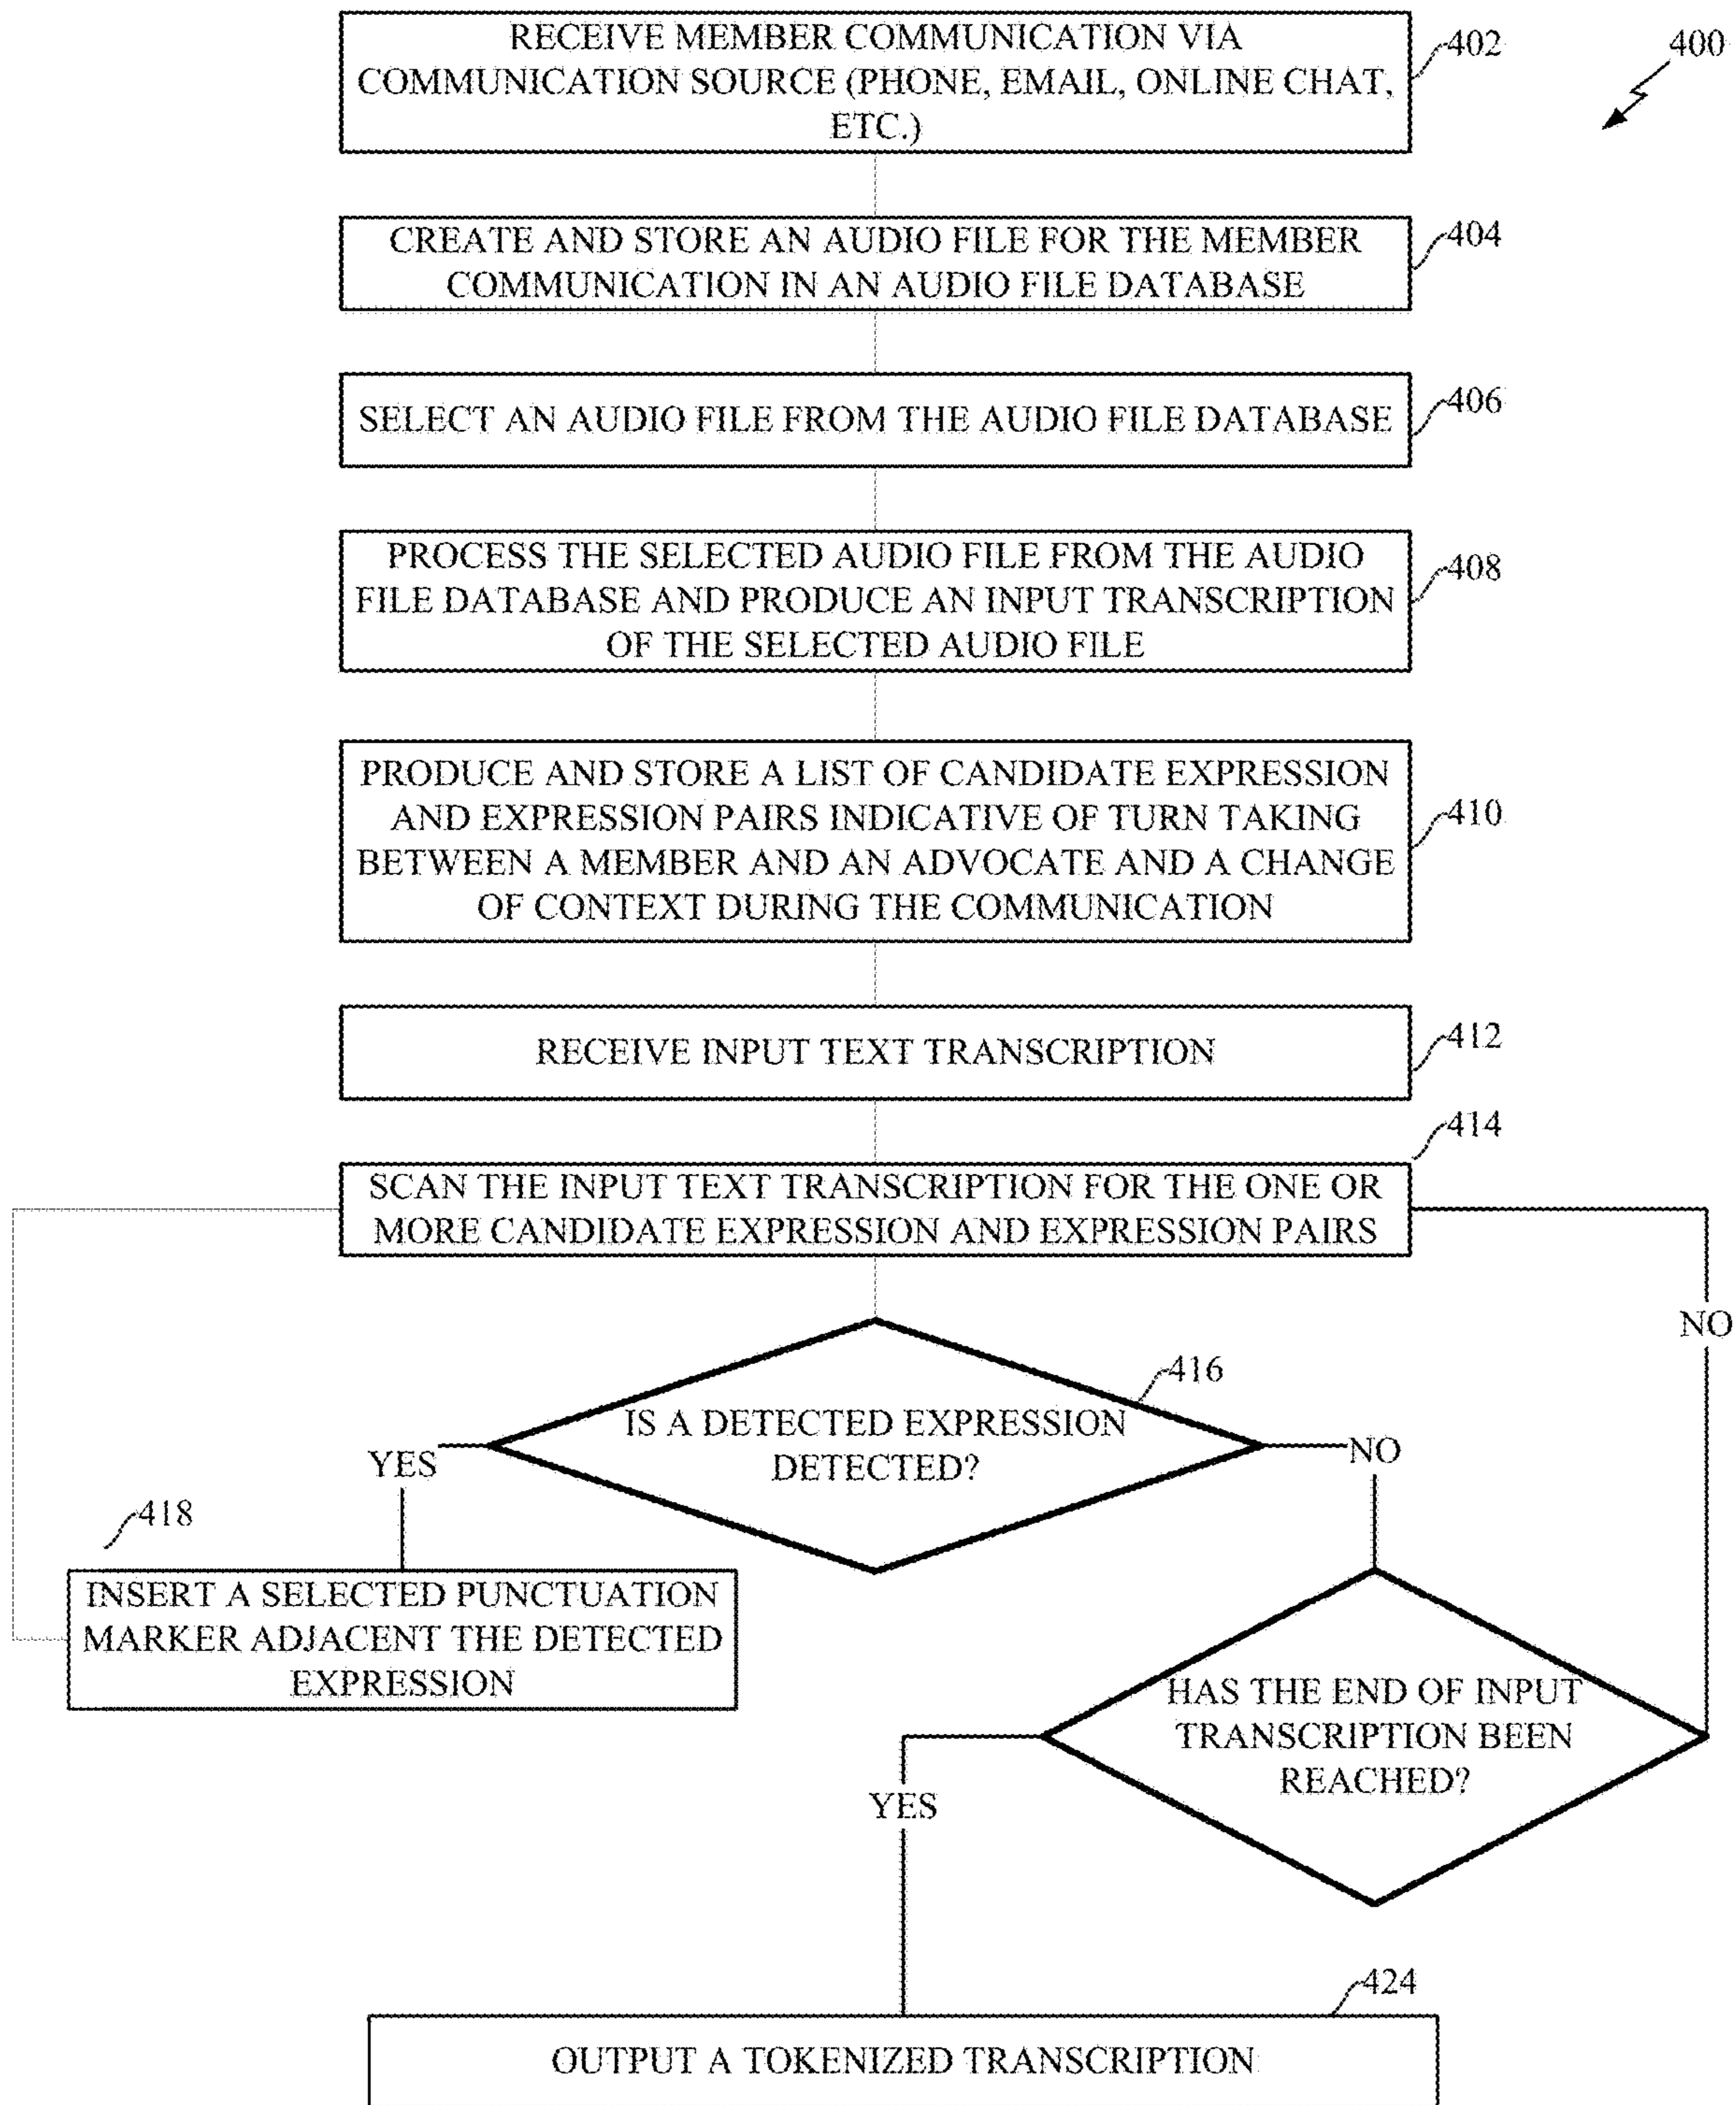 RECEIVE MEMBER COMMUNICATION VIA
COMMUNICATION SOURCE (PHONE, EMAIL, ONLINE CHAT,
ETC.)
402
400
CREATE AND STORE AN AUDIO FILE FOR THE MEMBER
COMMUNICATION IN AN AUDIO FILE DATABASE
404
SELECT AN AUDIO FILE FROM THE AUDIO FILE DATABASE
406
PROCESS THE SELECTED AUDIO FILE FROM THE AUDIO
FILE DATABASE AND PRODUCE AN INPUT TRANSCRIPTION
OF THE SELECTED AUDIO FILE
408
PRODUCE AND STORE A LIST OF CANDIDATE EXPRESSION
AND EXPRESSION PAIRS INDICATIVE OF TURN TAKING
BETWEEN A MEMBER AND AN ADVOCATE AND A CHANGE
OF CONTEXT DURING THE COMMUNICATION
410
RECEIVE INPUT TEXT TRANSCRIPTION
412
414
SCAN THE INPUT TEXT TRANSCRIPTION FOR THE ONE OR
MORE CANDIDATE EXPRESSION AND EXPRESSION PAIRS
NO
416
IS A DETECTED EXPRESSION
DETECTED?
YES
NO
418
INSERT A SELECTED PUNCTUATION
MARKER ADJACENT THE DETECTED
EXPRESSION
HAS THE END OF INPUT
TRANSCRIPTION BEEN
REACHED?
YES
424
OUTPUT A TOKENIZED TRANSCRIPTION